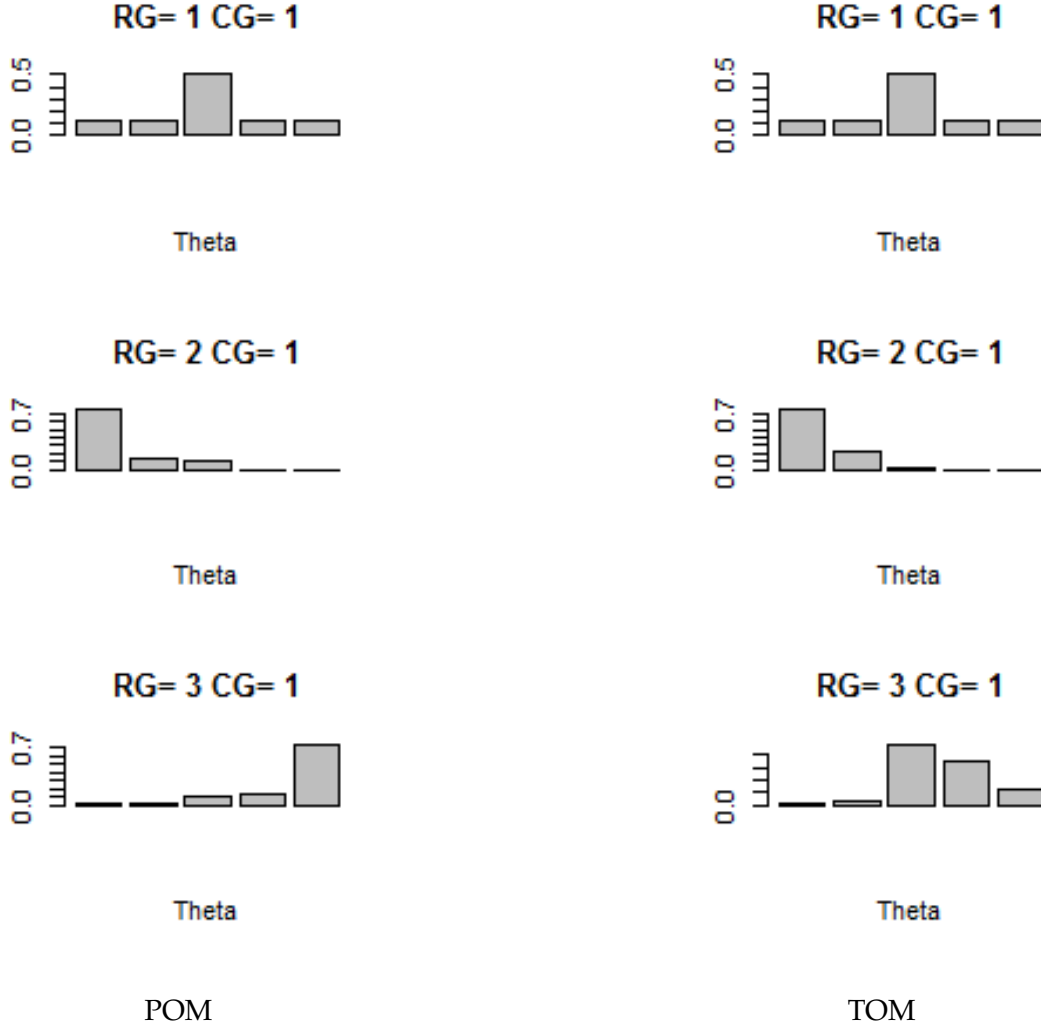 RG= 1 CG= 1
RG= 1 CG= 1
0.5
0.0
0.5
0.0
Theta
Theta
RG= 2 CG= 1
RG= 2 CG= 1
0.7
0.0
0.7
0.0
Theta
Theta
RG= 3 CG= 1
RG= 3 CG= 1
0.7
0.0
0.0
Theta
Theta
POM
TOM